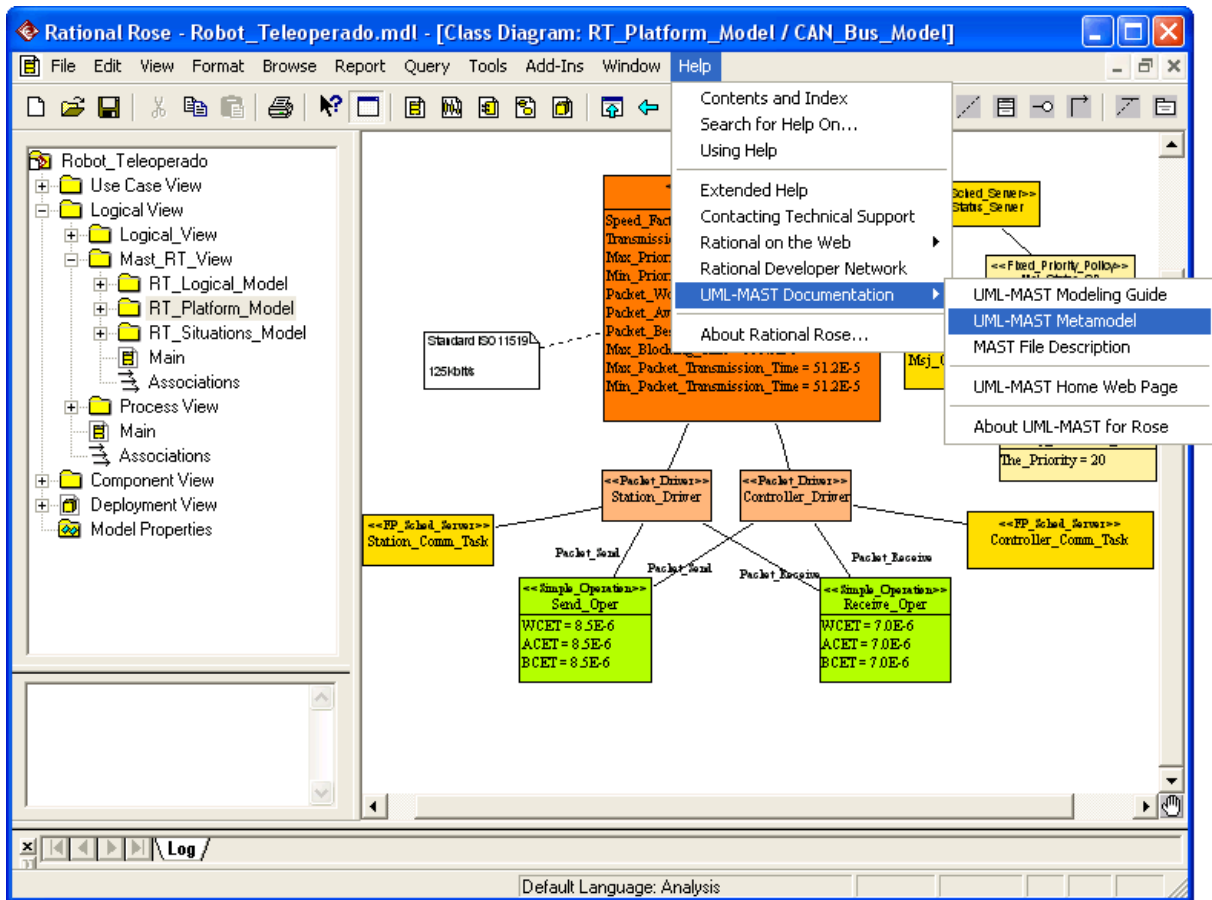 Rational Rose - Robot_Teleoperado.mdl - [Class Diagram: RT_Platform_Model / CAN_Bus_Model]
File Edit View Format Browse Report Query Tools Add-Ins Window Help
Contents and Index
Search for Help On...
Using Help
Extended Help
Contacting Technical Support
Rational on the Web
Rational Developer Network
UML-MAST Documentation
About Rational Rose...
UML-MAST Modeling Guide
UML-MAST Metamodel
MAST File Description
UML-MAST Home Web Page
About UML-MAST for Rose
Robot_Teleoperado
Use Case View
Logical View
Logical_View
Mast_RT_View
RT_Logical_Model
RT_Platform_Model
RT_Situations_Model
Main
Associations
Process View
Main
Associations
Component View
Deployment View
Model Properties
Standard ISO 11519
125kbit/s
Max_Packet_Transmission_Time = 51.2E-5
Min_Packet_Transmission_Time = 51.2E-5
Status_Server
<<Fixed_Priority_Policy>>
The_Priority = 20
<<Packet_Driver>>
Station_Driver
<<Packet_Driver>>
Controller_Driver
<<FP_Sched_Server>>
Station_Comm_Task
<<FP_Sched_Server>>
Controller_Comm_Task
Packet_Send
Packet_Send
Packet_Receive
Packet_Receive
<<Simple_Operation>>
Send_Oper
WCET = 8.5E-6
ACET = 8.5E-6
BCET = 8.5E-6
<<Simple_Operation>>
Receive_Oper
WCET = 7.0E-6
ACET = 7.0E-6
BCET = 7.0E-6
Log
Default Language: Analysis